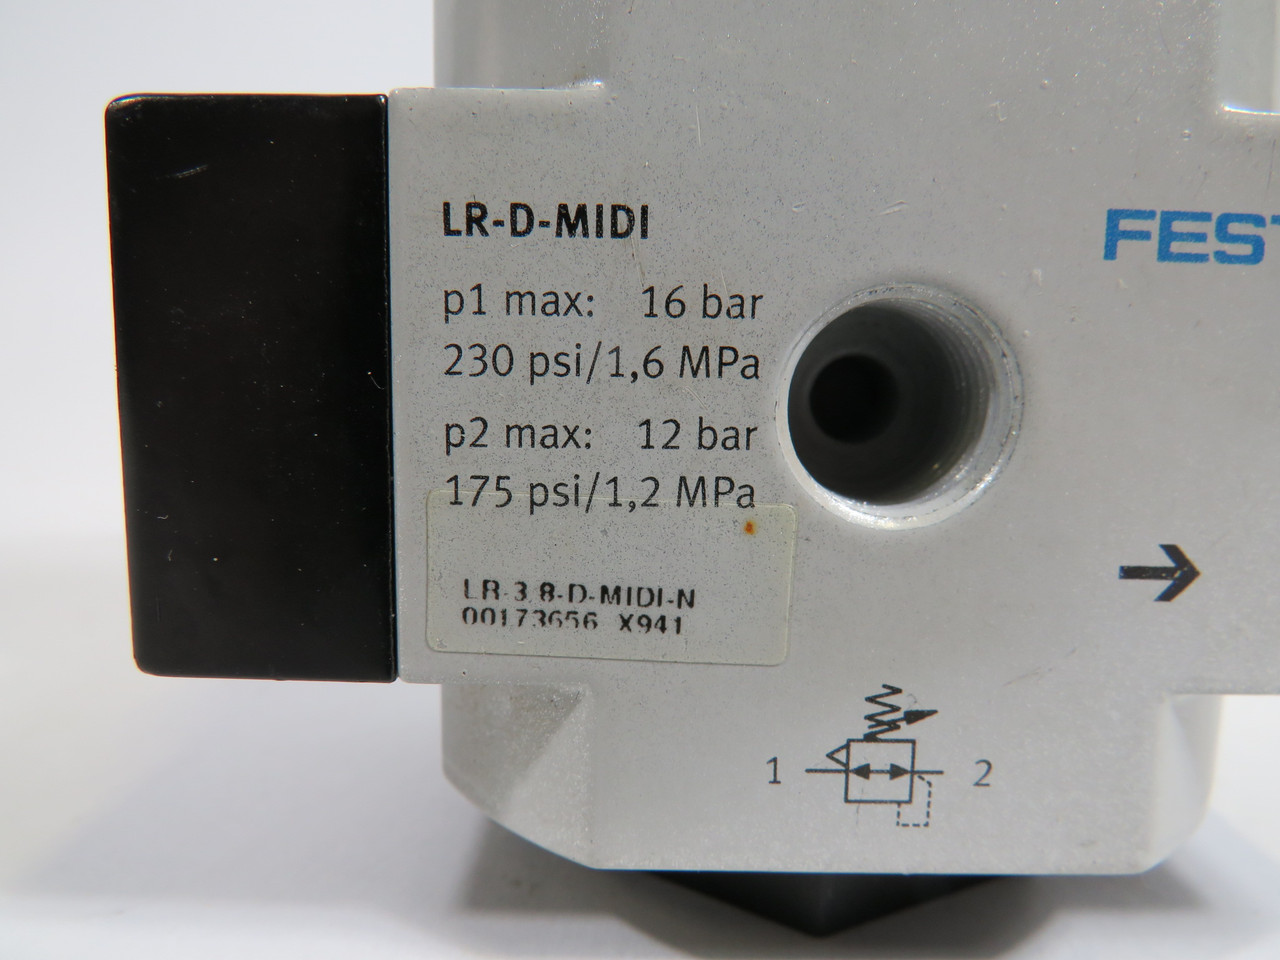 LR-D-MIDI
p1 max: 16 bar
230 psi/1,6 MPa
p2 max: 12 bar
175 psi/1,2 MPa
LR-3/8-D-MIDI-N
00173656 X941
FEST
1 2